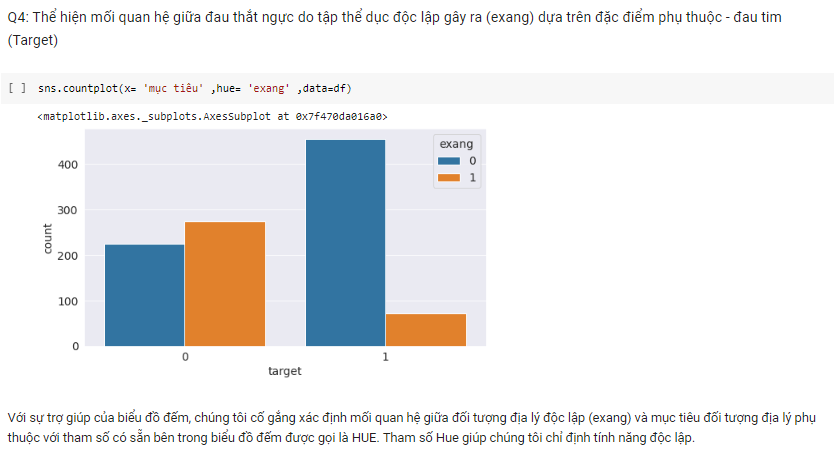 Q4: Thể hiện mối quan hệ giữa đau thắt ngực do tập thể dục độc lập gây ra (exang) dựa trên đặc điểm phụ thuộc - đau tim
(Target)
[ ] sns.countplot(x= 'mục tiêu' ,hue= 'exang' ,data=df)
<matplotlib.axes._subplots.AxesSubplot at 0x7f470da016a0>
exang
0
1
400
300
200
100
0
count
0 1
target
Với sự trợ giúp của biểu đồ đếm, chúng tôi cố gắng xác định mối quan hệ giữa đối tượng địa lý độc lập (exang) và mục tiêu đối tượng địa lý phụ
thuộc với tham số có sẵn bên trong biểu đồ đếm được gọi là HUE. Tham số Hue giúp chúng tôi chỉ định tính năng độc lập.